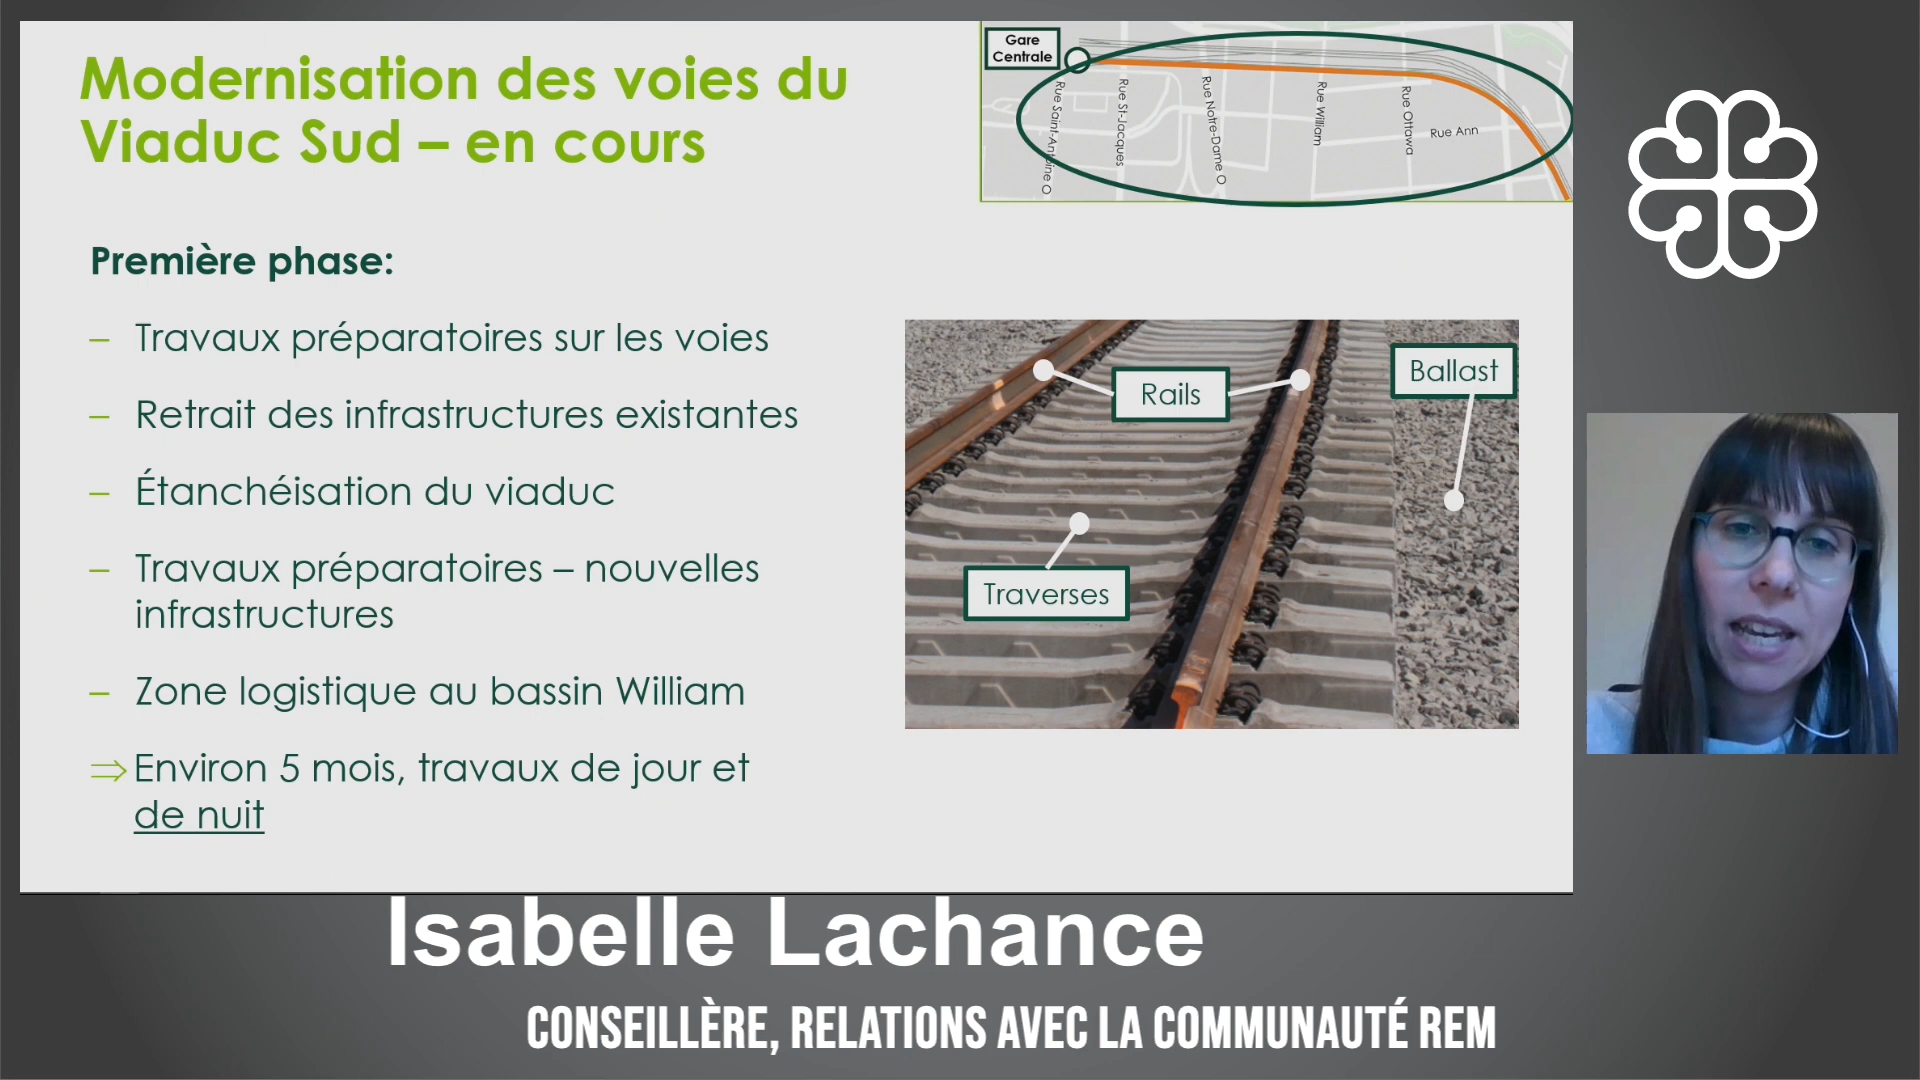 Modernisation des voies du
Viaduc Sud – en cours
Gare
Centrale
Rue Saint-Antoine O
Rue St-Jacques
Rue Notre-Dame O
Rue William
Rue Ottawa
Rue Ann
Première phase:
– Travaux préparatoires sur les voies
– Retrait des infrastructures existantes
– Étanchéisation du viaduc
– Travaux préparatoires – nouvelles
infrastructures
– Zone logistique au bassin William
⇒ Environ 5 mois, travaux de jour et
de nuit
Rails
Ballast
Traverses
Isabelle Lachance
CONSEILLÈRE, RELATIONS AVEC LA COMMUNAUTÉ REM